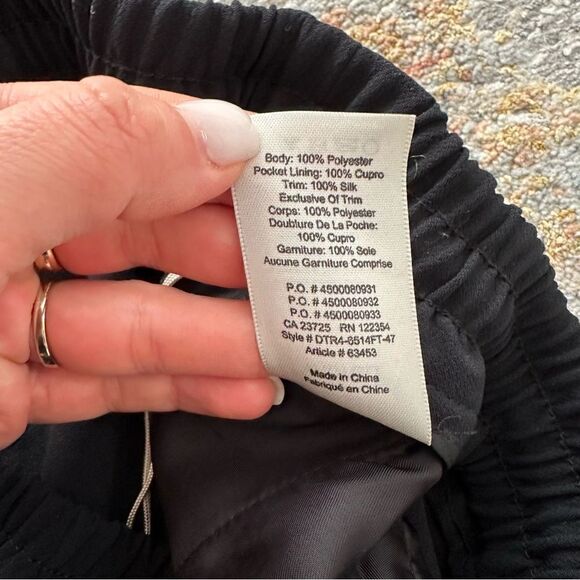 Body: 100% Polyester
Pocket Lining: 100% Cupro
Trim: 100% Silk
Exclusive Of Trim
Corps: 100% Polyester
Doublure De La Poche:
100% Cupro
Garniture: 100% Soie
Aucune Garniture Comprise
P.O. # 4500080931
P.O. # 4500080932
P.O. # 4500080933
CA 23725 RN 122354
Style # DTR4-6514FT-47
Article # 63453
Made in China
Fabriqué en Chine